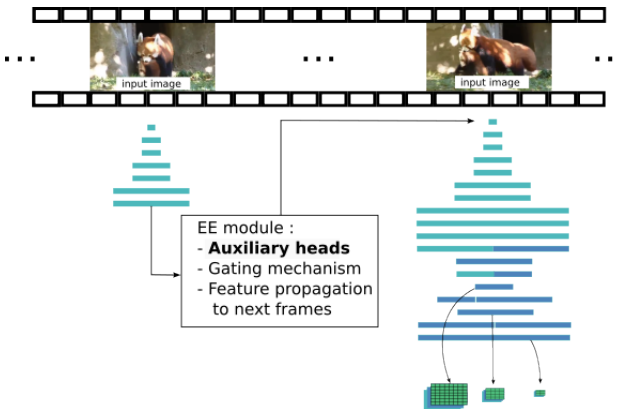 ... ... ...
input image
input image
EE module :
- Auxiliary heads
- Gating mechanism
- Feature propagation
to next frames